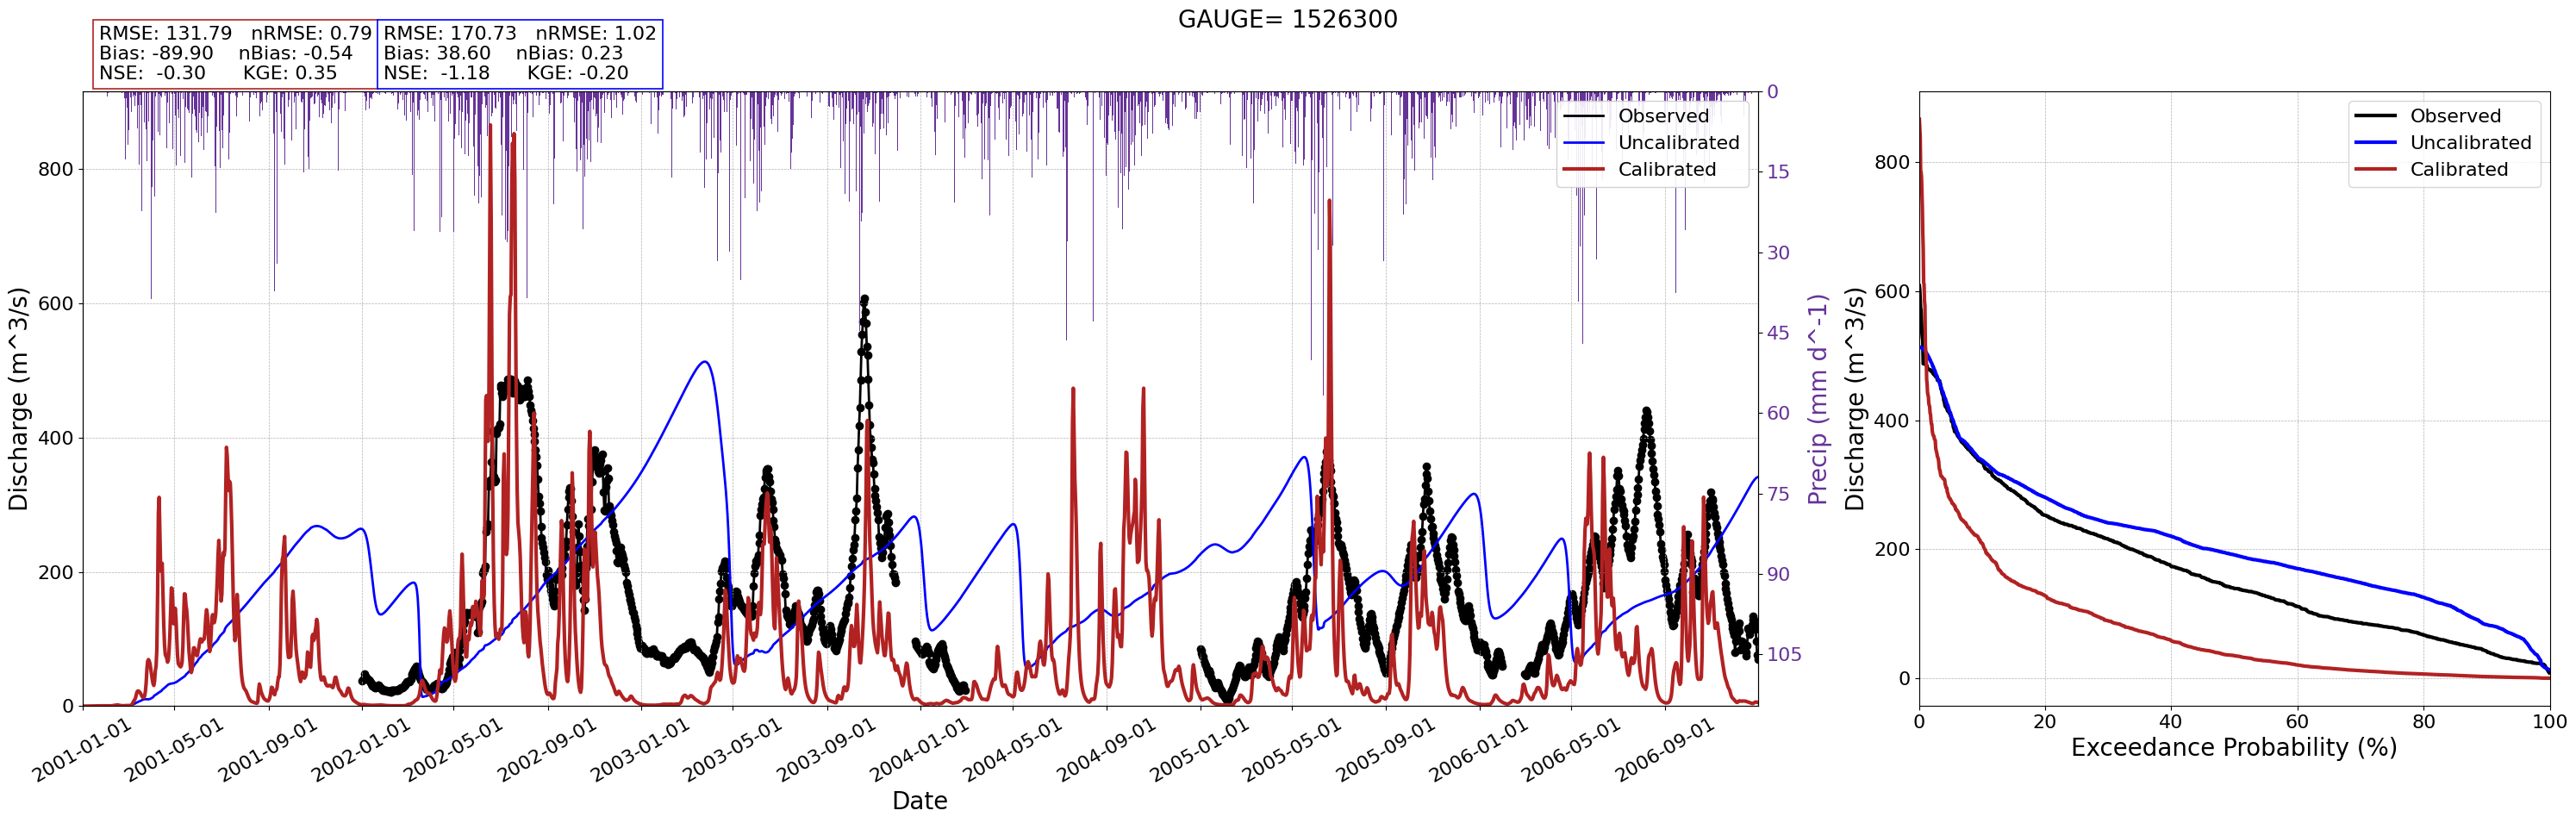 GAUGE= 1526300
RMSE: 131.79 nRMSE: 0.79
Bias: -89.90 nBias: -0.54
NSE: -0.30 KGE: 0.35
RMSE: 170.73 nRMSE: 1.02
Bias: 38.60 nBias: 0.23
NSE: -1.18 KGE: -0.20
Discharge (m^3/s)
800
600
400
200
0
Observed
Uncalibrated
Calibrated
0
15
30
45
60
75
90
105
Precip (mm d^-1)
2001-01-01
2001-05-01
2001-09-01
2002-01-01
2002-05-01
2002-09-01
2003-01-01
2003-05-01
2003-09-01
2004-01-01
2004-05-01
2004-09-01
2005-01-01
2005-05-01
2005-09-01
2006-01-01
2006-05-01
2006-09-01
Date
Discharge (m^3/s)
800
600
400
200
0
Observed
Uncalibrated
Calibrated
0
20
40
60
80
100
Exceedance Probability (%)